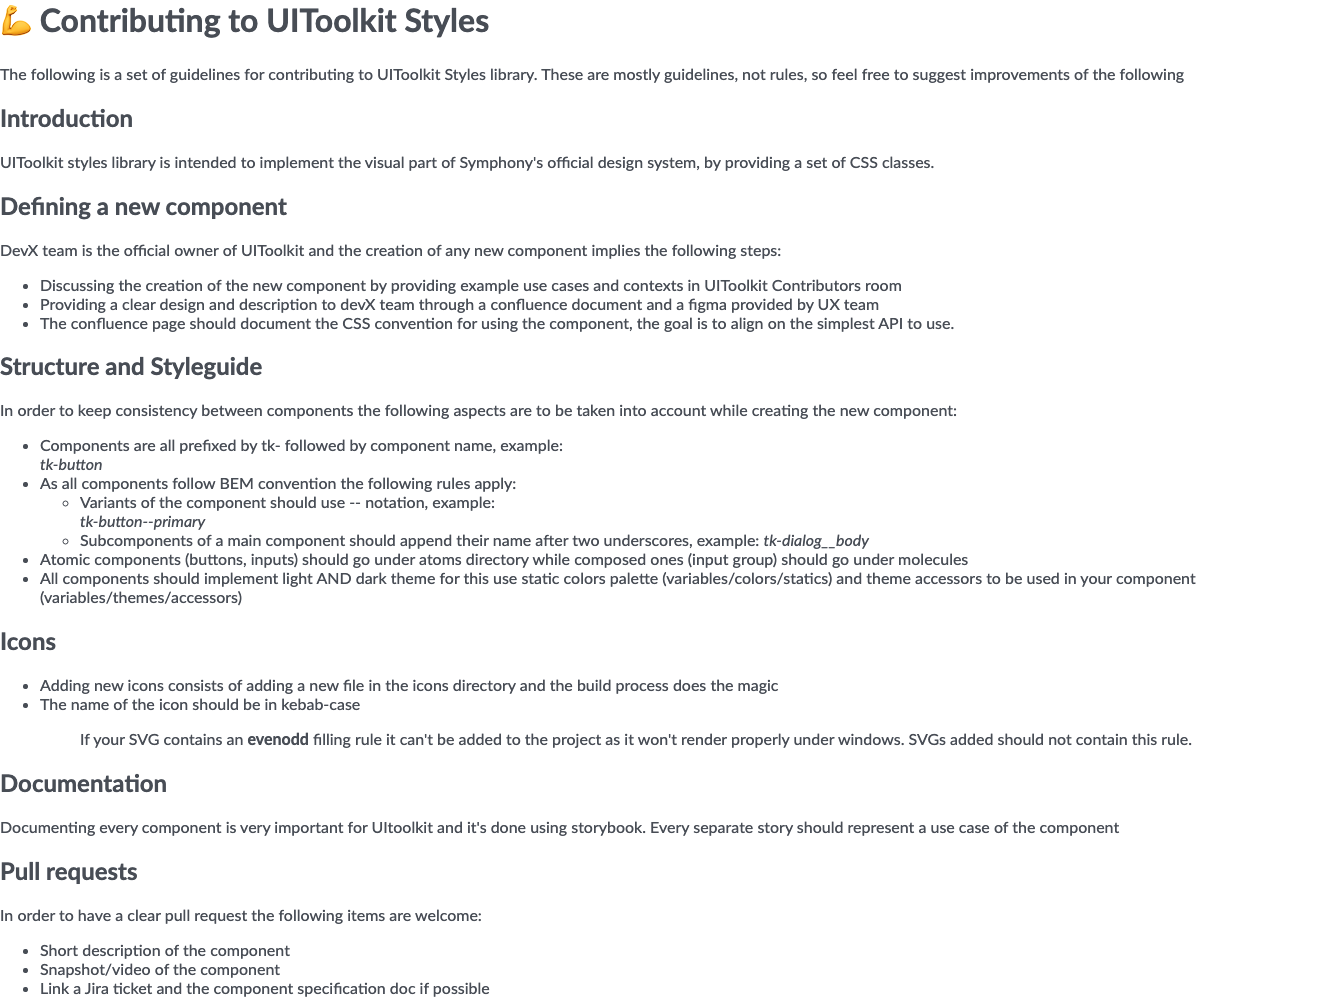 💪 Contributing to UIToolkit Styles
The following is a set of guidelines for contributing to UIToolkit Styles library. These are mostly guidelines, not rules, so feel free to suggest improvements of the following
Introduction
UIToolkit styles library is intended to implement the visual part of Symphony's official design system, by providing a set of CSS classes.
Defining a new component
DevX team is the official owner of UIToolkit and the creation of any new component implies the following steps:
• Discussing the creation of the new component by providing example use cases and contexts in UIToolkit Contributors room
• Providing a clear design and description to devX team through a confluence document and a figma provided by UX team
• The confluence page should document the CSS convention for using the component, the goal is to align on the simplest API to use.
Structure and Styleguide
In order to keep consistency between components the following aspects are to be taken into account while creating the new component:
• Components are all prefixed by tk- followed by component name, example:
tk-button
• As all components follow BEM convention the following rules apply:
◦ Variants of the component should use -- notation, example:
tk-button--primary
◦ Subcomponents of a main component should append their name after two underscores, example: tk-dialog__body
• Atomic components (buttons, inputs) should go under atoms directory while composed ones (input group) should go under molecules
• All components should implement light AND dark theme for this use static colors palette (variables/colors/statics) and theme accessors to be used in your component
(variables/themes/accessors)
Icons
• Adding new icons consists of adding a new file in the icons directory and the build process does the magic
• The name of the icon should be in kebab-case
If your SVG contains an evenodd filling rule it can't be added to the project as it won't render properly under windows. SVGs added should not contain this rule.
Documentation
Documenting every component is very important for UItoolkit and it's done using storybook. Every separate story should represent a use case of the component
Pull requests
In order to have a clear pull request the following items are welcome:
• Short description of the component
• Snapshot/video of the component
• Link a Jira ticket and the component specification doc if possible